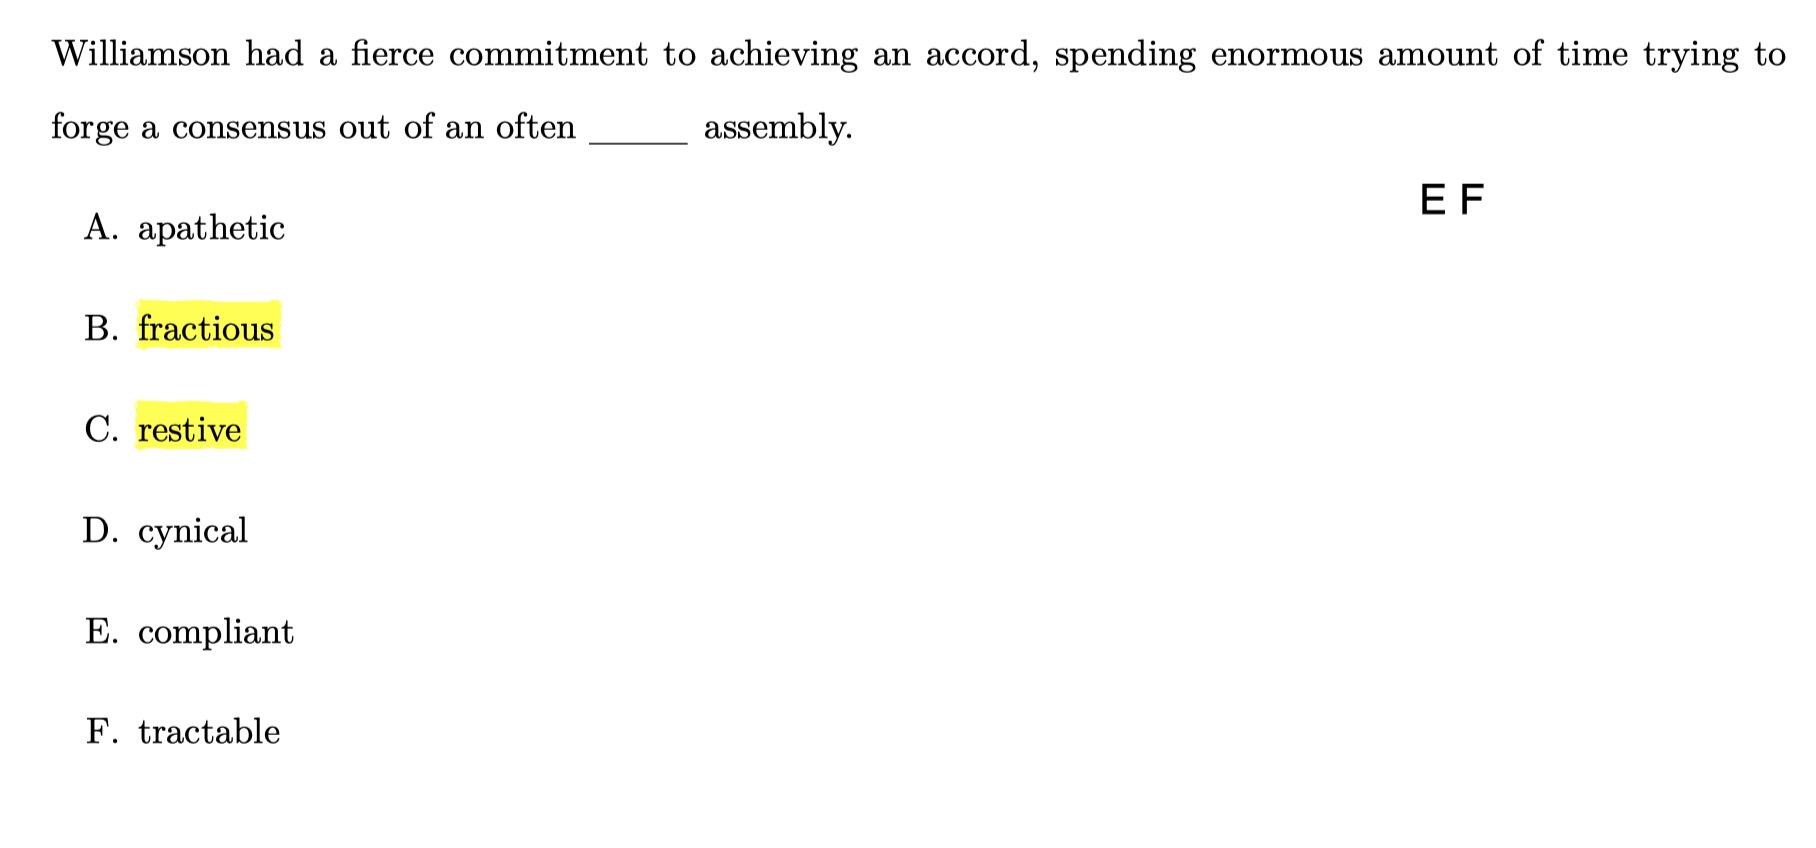 Williamson had a fierce commitment to achieving an accord, spending enormous amount of time trying to
forge a consensus out of an often _____ assembly.
E F
A. apathetic
B. fractious
C. restive
D. cynical
E. compliant
F. tractable